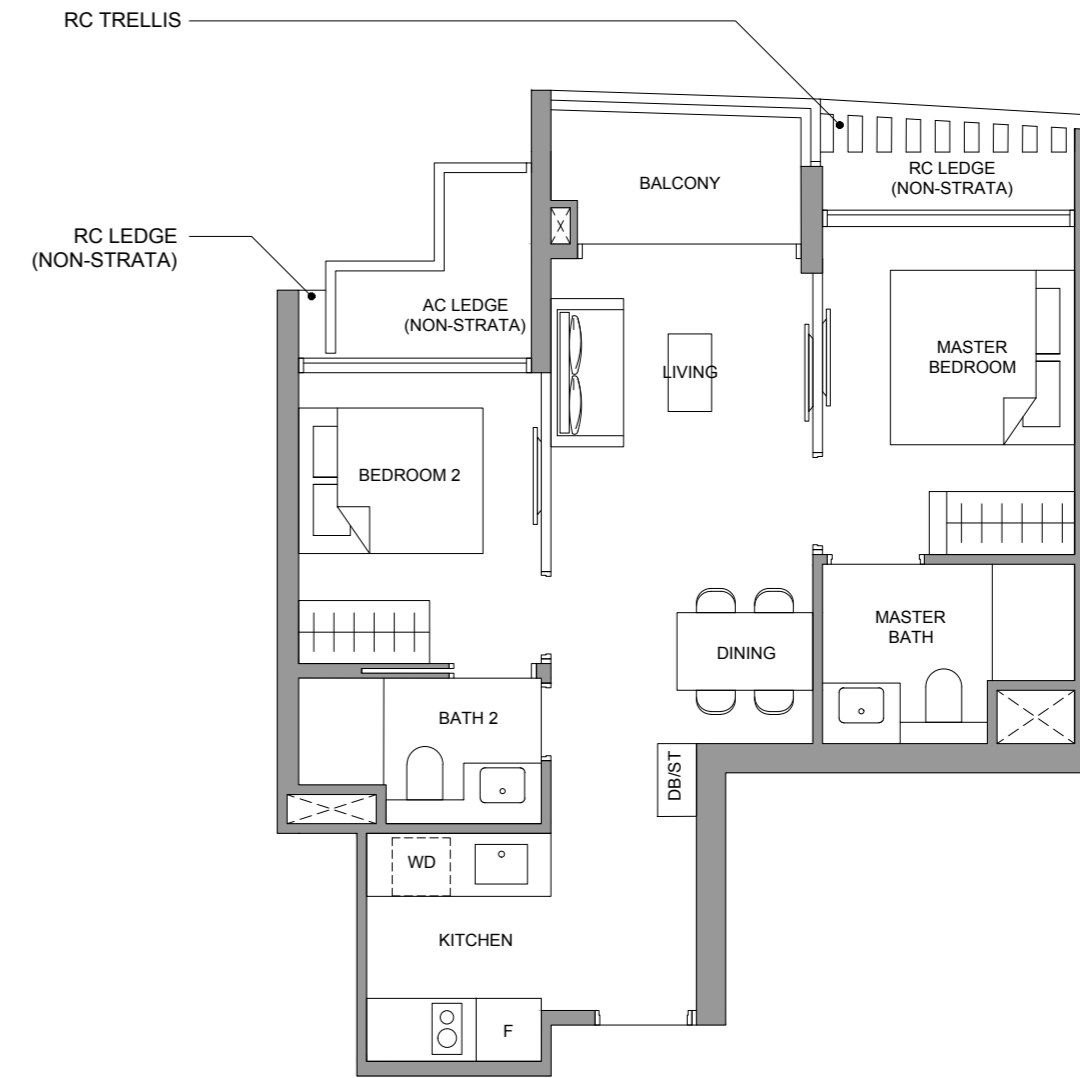 RC TRELLIS
BALCONY
RC LEDGE
(NON-STRATA)
RC LEDGE
(NON-STRATA)
AC LEDGE
(NON-STRATA)
LIVING
MASTER
BEDROOM
BEDROOM 2
MASTER
BATH
DINING
BATH 2
DB/ST
WD
KITCHEN
F